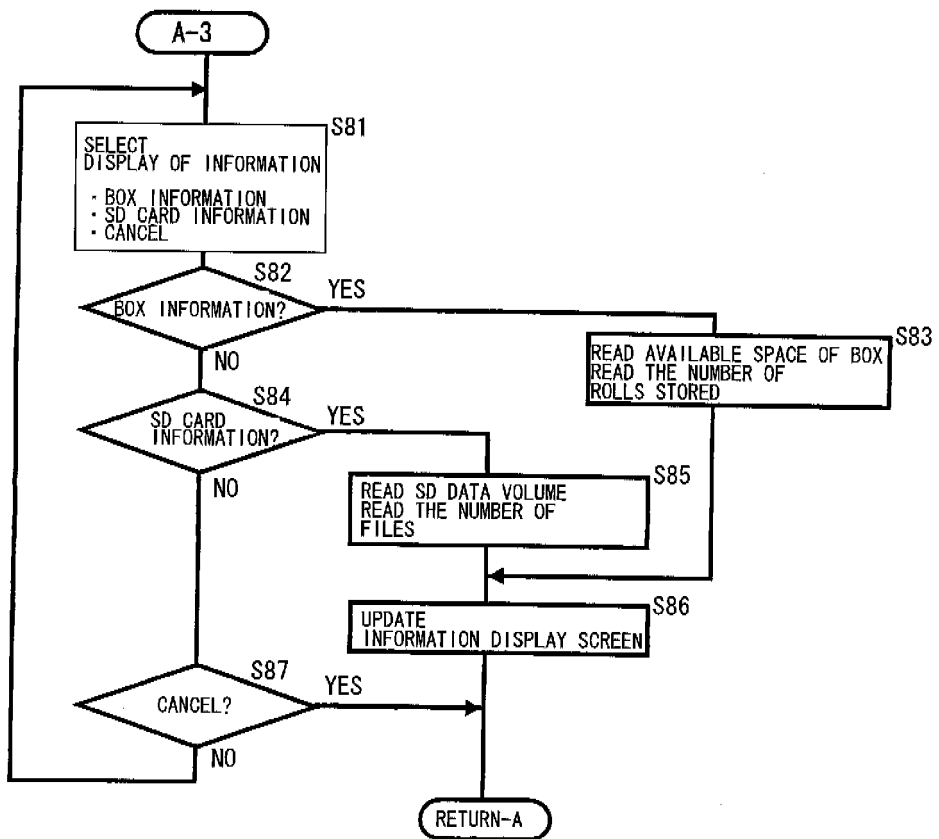 A-3
S81
SELECT
DISPLAY OF INFORMATION
· BOX INFORMATION
· SD CARD INFORMATION
· CANCEL
S82
BOX INFORMATION?
YES
NO
S83
READ AVAILABLE SPACE OF BOX
READ THE NUMBER OF
ROLLS STORED
S84
SD CARD
INFORMATION?
YES
NO
S85
READ SD DATA VOLUME
READ THE NUMBER OF
FILES
S86
UPDATE
INFORMATION DISPLAY SCREEN
S87
CANCEL?
YES
NO
RETURN-A